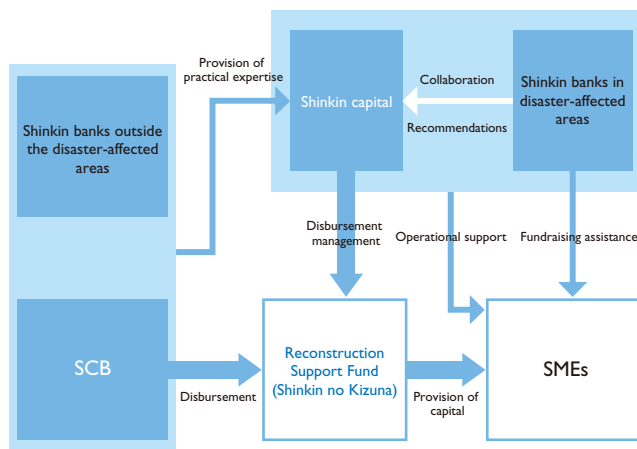 Provision of
practical expertise
Shinkin capital
Collaboration
Recommendations
Shinkin banks in
disaster-affected
areas
Shinkin banks outside
the disaster-affected
areas
Disbursement
management
Operational support
Fundraising assistance
SCB
Disbursement
Reconstruction
Support Fund
(Shinkin no Kizuna)
Provision of
capital
SMEs